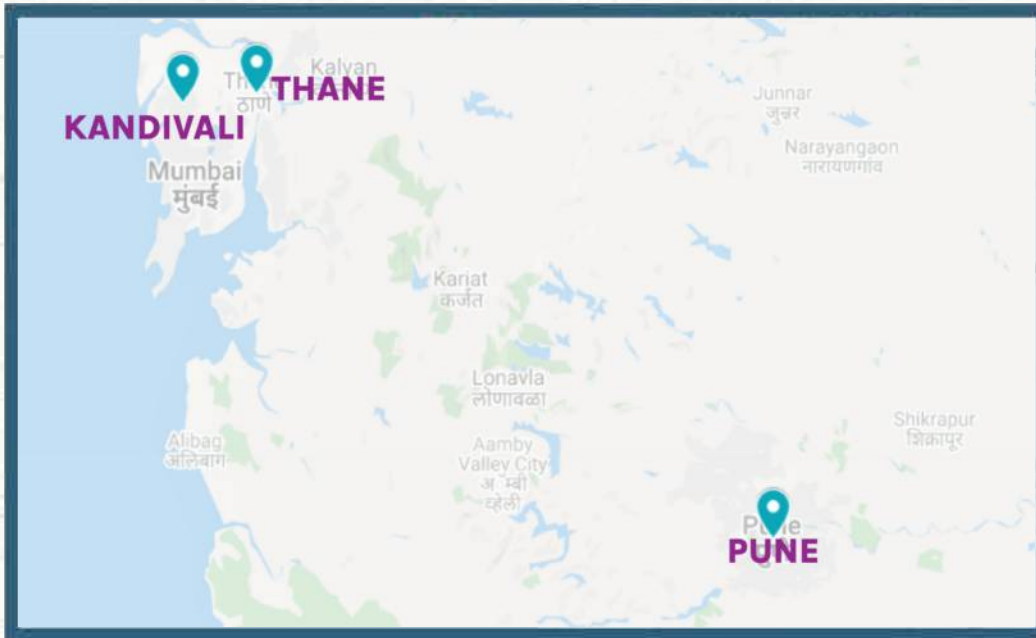 Kalyan
THANE
ठाणे
KANDIVALI
Mumbai
मुंबई
Junnar
जुन्नर
Narayangaon
नारायणगांव
Karjat
कर्जत
Lonavla
लोणावळा
Alibag
अलिबाग
Aamby
Valley City
अॅम्बी
व्हॅली
Shikrapur
शिक्रापूर
PUNE